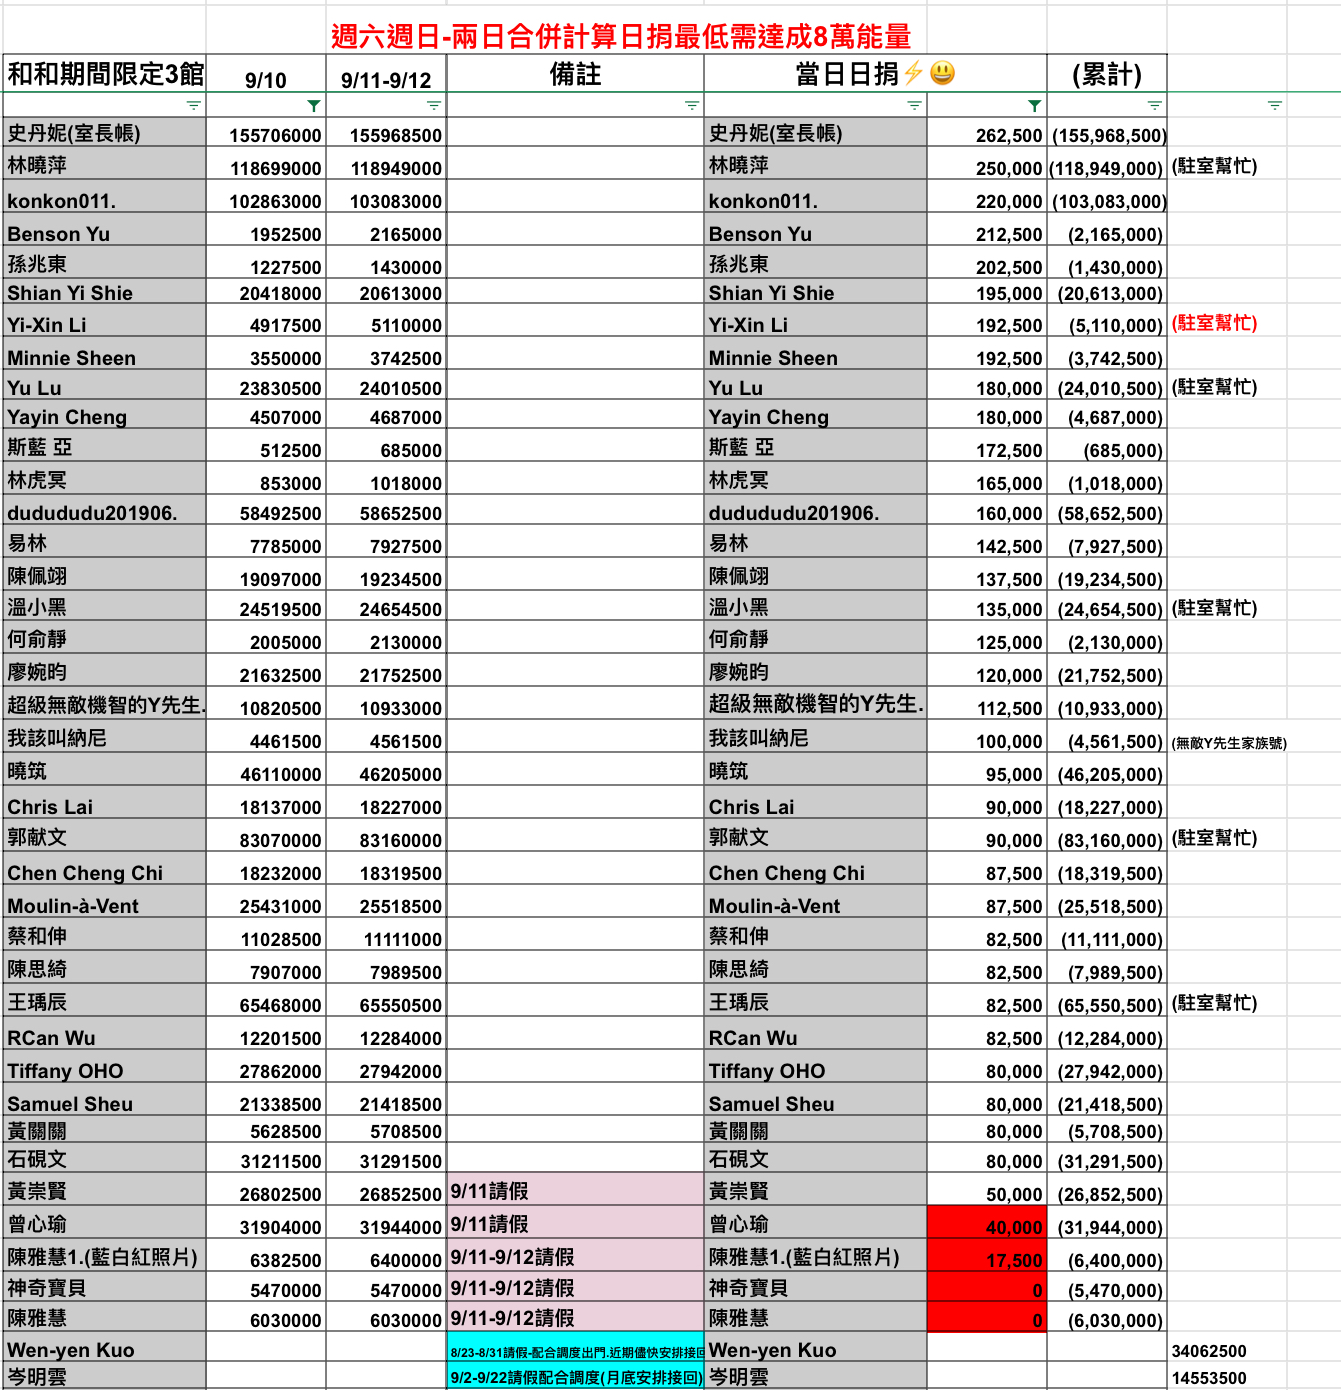 週六週日-兩日合併計算日捐最低需達成8萬能量
和和期間限定3館 9/10 9/11-9/12 備註 當日日捐⚡😃 (累計)
史丹妮(室長帳) 155706000 155968500 史丹妮(室長帳) 262,500 (155,968,500)
林曉萍 118699000 118949000 林曉萍 250,000 (118,949,000) (駐室幫忙)
konkon011. 102863000 103083000 konkon011. 220,000 (103,083,000)
Benson Yu 1952500 2165000 Benson Yu 212,500 (2,165,000)
孫兆東 1227500 1430000 孫兆東 202,500 (1,430,000)
Shian Yi Shie 20418000 20613000 Shian Yi Shie 195,000 (20,613,000)
Yi-Xin Li 4917500 5110000 Yi-Xin Li 192,500 (5,110,000) (駐室幫忙)
Minnie Sheen 3550000 3742500 Minnie Sheen 192,500 (3,742,500)
Yu Lu 23830500 24010500 Yu Lu 180,000 (24,010,500) (駐室幫忙)
Yayin Cheng 4507000 4687000 Yayin Cheng 180,000 (4,687,000)
斯藍 亞 512500 685000 斯藍 亞 172,500 (685,000)
林虎冥 853000 1018000 林虎冥 165,000 (1,018,000)
dudududu201906. 58492500 58652500 dudududu201906. 160,000 (58,652,500)
易林 7785000 7927500 易林 142,500 (7,927,500)
陳佩翊 19097000 19234500 陳佩翊 137,500 (19,234,500)
溫小黑 24519500 24654500 溫小黑 135,000 (24,654,500) (駐室幫忙)
何俞靜 2005000 2130000 何俞靜 125,000 (2,130,000)
廖婉昀 21632500 21752500 廖婉昀 120,000 (21,752,500)
超級無敵機智的Y先生. 10820500 10933000 超級無敵機智的Y先生. 112,500 (10,933,000)
我該叫納尼 4461500 4561500 我該叫納尼 100,000 (4,561,500) (無敵Y先生家族號)
曉筑 46110000 46205000 曉筑 95,000 (46,205,000)
Chris Lai 18137000 18227000 Chris Lai 90,000 (18,227,000)
郭献文 83070000 83160000 郭献文 90,000 (83,160,000) (駐室幫忙)
Chen Cheng Chi 18232000 18319500 Chen Cheng Chi 87,500 (18,319,500)
Moulin-à-Vent 25431000 25518500 Moulin-à-Vent 87,500 (25,518,500)
蔡和伸 11028500 11111000 蔡和伸 82,500 (11,111,000)
陳思綺 7907000 7989500 陳思綺 82,500 (7,989,500)
王瑀辰 65468000 65550500 王瑀辰 82,500 (65,550,500) (駐室幫忙)
RCan Wu 12201500 12284000 RCan Wu 82,500 (12,284,000)
Tiffany OHO 27862000 27942000 Tiffany OHO 80,000 (27,942,000)
Samuel Sheu 21338500 21418500 Samuel Sheu 80,000 (21,418,500)
黃關關 5628500 5708500 黃關關 80,000 (5,708,500)
石硯文 31211500 31291500 石硯文 80,000 (31,291,500)
黃崇賢 26802500 26852500 9/11請假 黃崇賢 50,000 (26,852,500)
曾心瑜 31904000 31944000 9/11請假 曾心瑜 40,000 (31,944,000)
陳雅慧1.(藍白紅照片) 6382500 6400000 9/11-9/12請假 陳雅慧1.(藍白紅照片) 17,500 (6,400,000)
神奇寶貝 5470000 5470000 9/11-9/12請假 神奇寶貝 0 (5,470,000)
陳雅慧 6030000 6030000 9/11-9/12請假 陳雅慧 0 (6,030,000)
Wen-yen Kuo 8/23-8/31請假-配合調度出門.近期儘快安排接回 Wen-yen Kuo 34062500
9/2-9/22請假配合調度(月底安排接回) 岑明雲 14553500